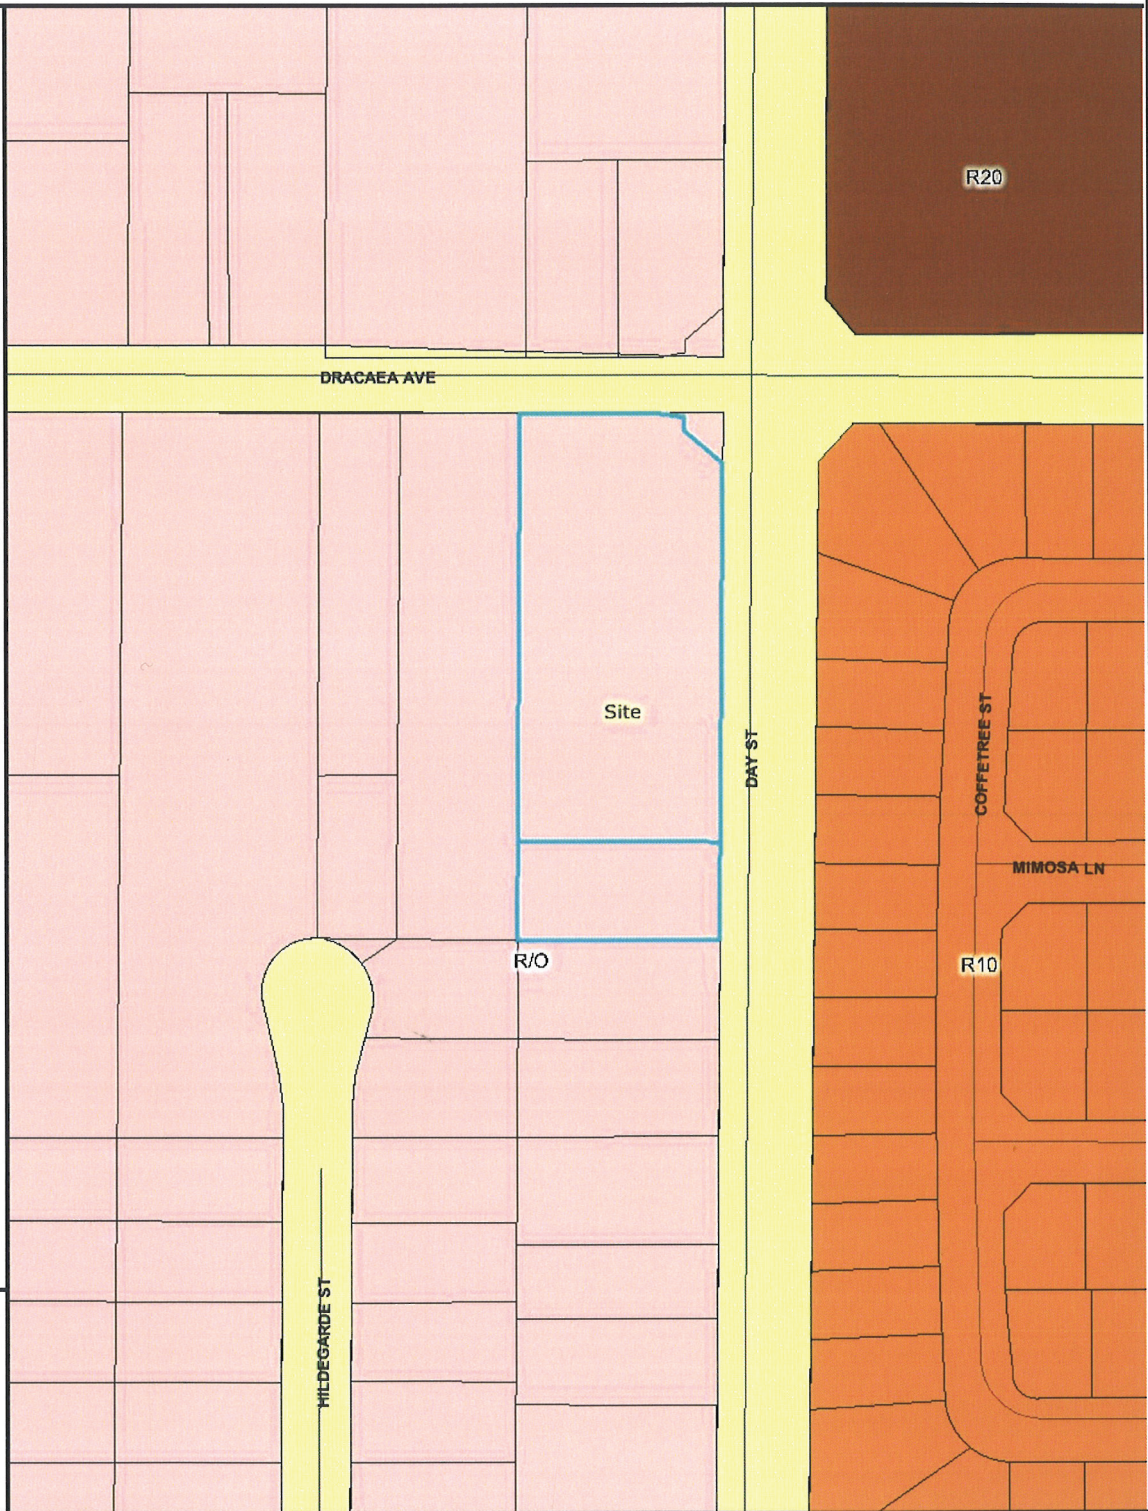 R20
DRACAEA AVE
Site
DAY ST
COFFETREE ST
MIMOSA LN
R/O
R10
HILDEGARDE ST